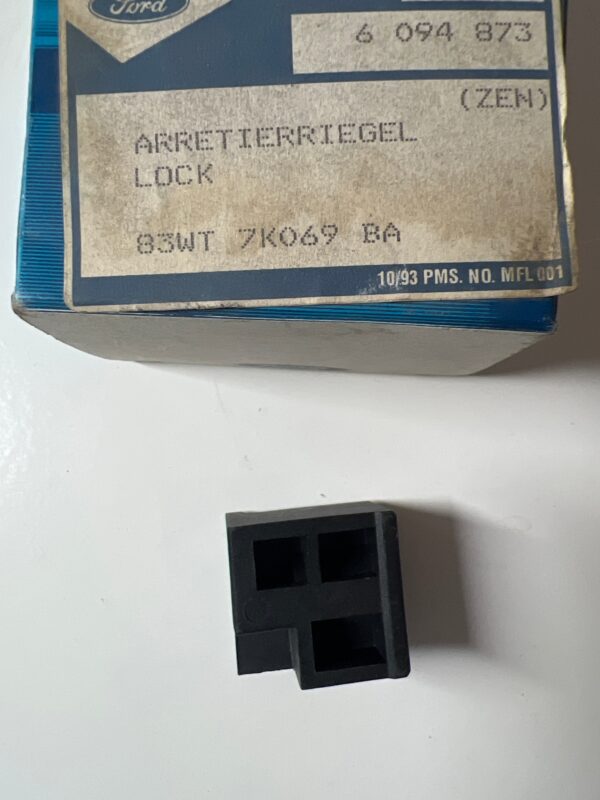 Ford
6 094 873
(ZEN)
ARRETIERRIEGEL
LOCK
83WT 7K069 BA
10/93 PMS. NO. MFL 001